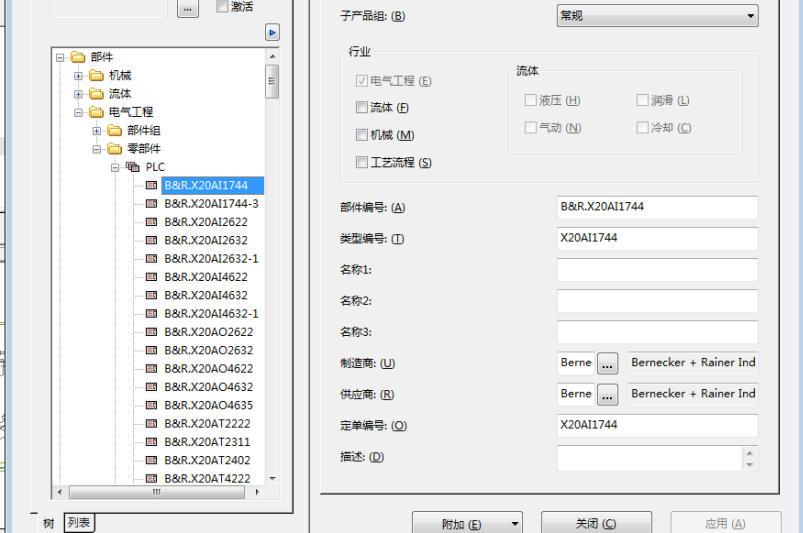 ...
激活
部件
机械
流体
电气工程
部件组
零部件
PLC
B&R.X20AI1744
B&R.X20AI1744-3
B&R.X20AI2622
B&R.X20AI2632
B&R.X20AI2632-1
B&R.X20AI4622
B&R.X20AI4632
B&R.X20AI4632-1
B&R.X20AO2622
B&R.X20AO2632
B&R.X20AO4622
B&R.X20AO4632
B&R.X20AO4635
B&R.X20AT2222
B&R.X20AT2311
B&R.X20AT2402
B&R.X20AT4222
树 列表
子产品组: (B) 常规
行业
电气工程 (E)
流体 (F)
机械 (M)
工艺流程 (S)
流体
液压 (H) 润滑 (L)
气动 (N) 冷却 (C)
部件编号: (A) B&R.X20AI1744
类型编号: (T) X20AI1744
名称1:
名称2:
名称3:
制造商: (U) Berne ... Bernecker + Rainer Ind
供应商: (R) Berne ... Bernecker + Rainer Ind
定单编号: (O) X20AI1744
描述: (D)
附加 (E) 关闭 (C) 应用 (A)